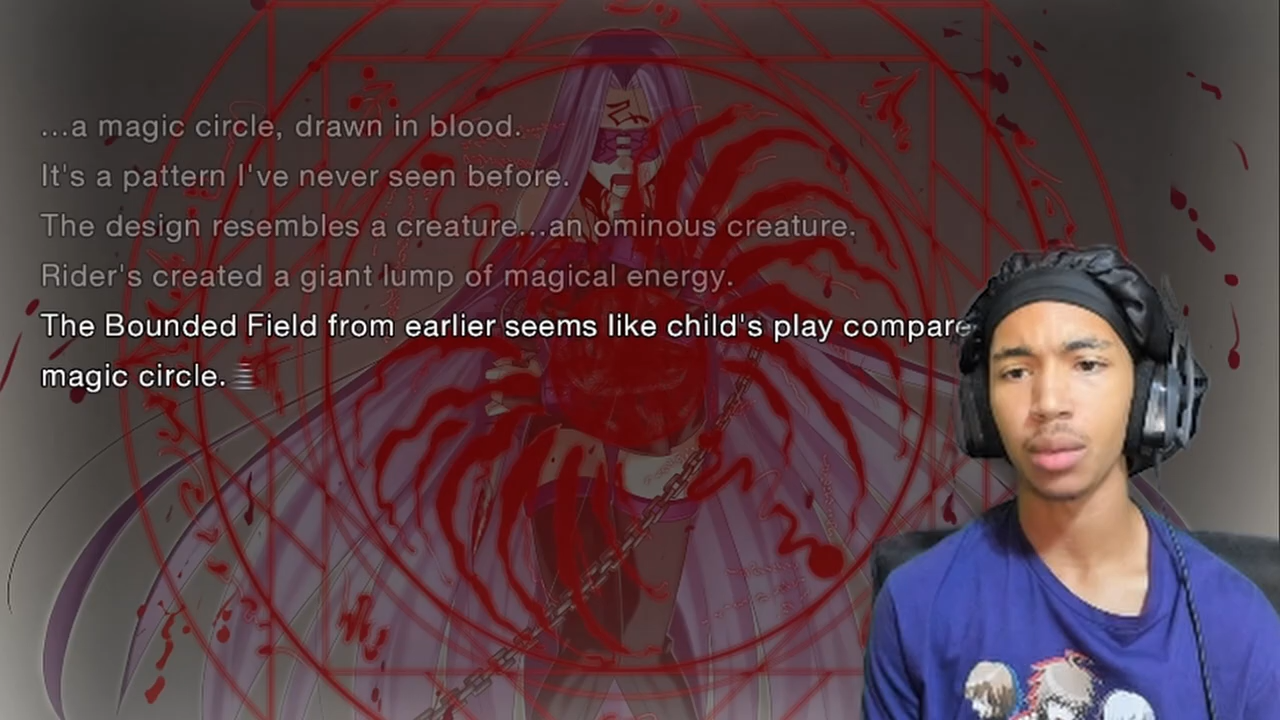 ...a magic circle, drawn in blood.
It's a pattern I've never seen before.
The design resembles a creature...an ominous creature.
Rider's created a giant lump of magical energy.
The Bounded Field from earlier seems like child's play
magic circle.